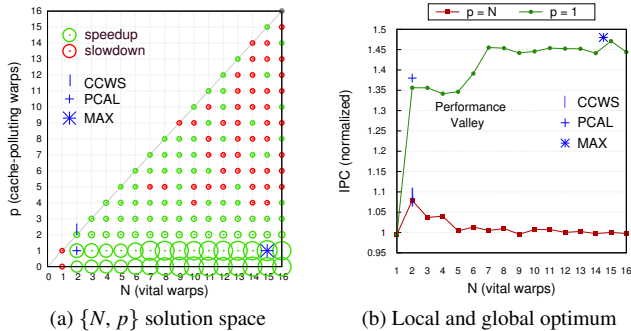 speedup
slowdown
CCWS
PCAL
MAX
p (cache-polluting warps)
16
15
14
13
12
11
10
9
8
7
6
5
4
3
2
1
0
0 1 2 3 4 5 6 7 8 9 10 11 12 13 14 15 16
N (vital warps)
(a) {N, p} solution space
p = N
p = 1
IPC (normalized)
1.5
1.45
1.4
1.35
1.3
1.25
1.2
1.15
1.1
1.05
1
0.95
Performance
Valley
CCWS
PCAL
MAX
1 2 3 4 5 6 7 8 9 10 11 12 13 14 15 16
N (vital warps)
(b) Local and global optimum